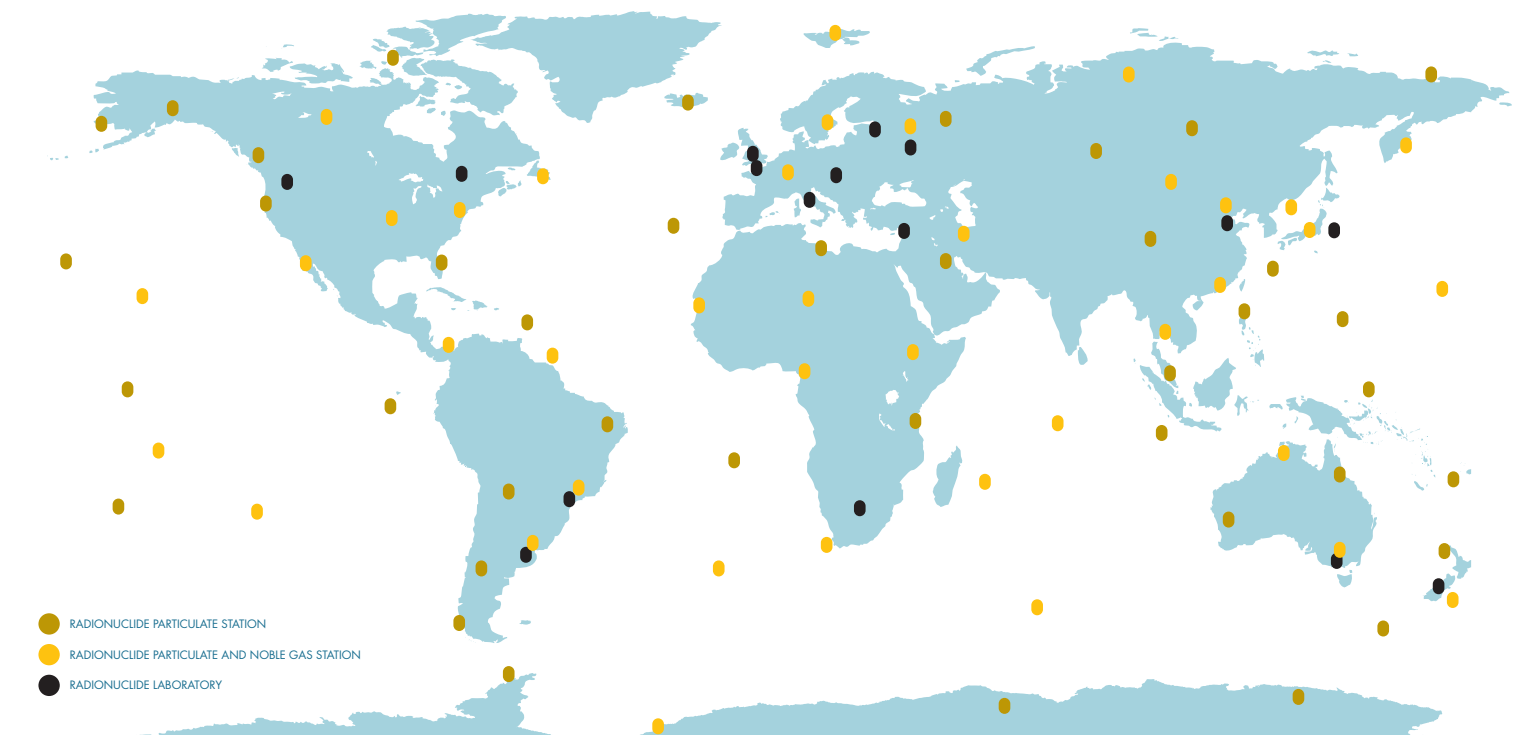 RADIONUCLIDE PARTICULATE STATION
RADIONUCLIDE PARTICULATE AND NOBLE GAS STATION
RADIONUCLIDE LABORATORY